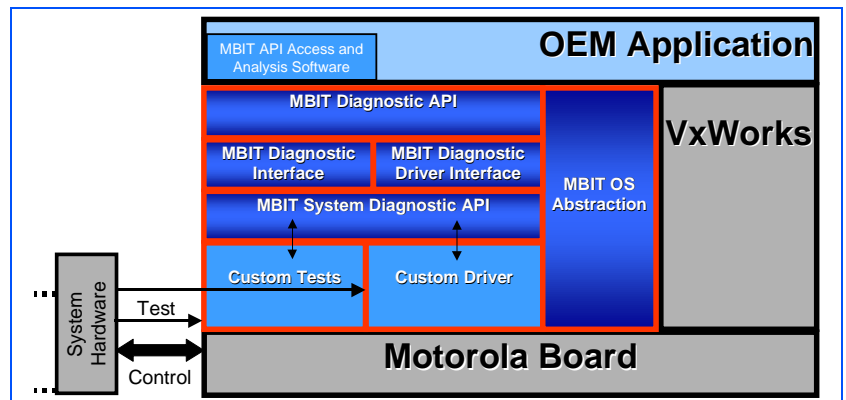 MBIT API Access and
Analysis Software
OEM Application
MBIT Diagnostic API
VxWorks
MBIT Diagnostic
Interface
MBIT Diagnostic
Driver Interface
MBIT OS
Abstraction
MBIT System Diagnostic API
Custom Tests
Custom Driver
System
Hardware
Test
Control
Motorola Board